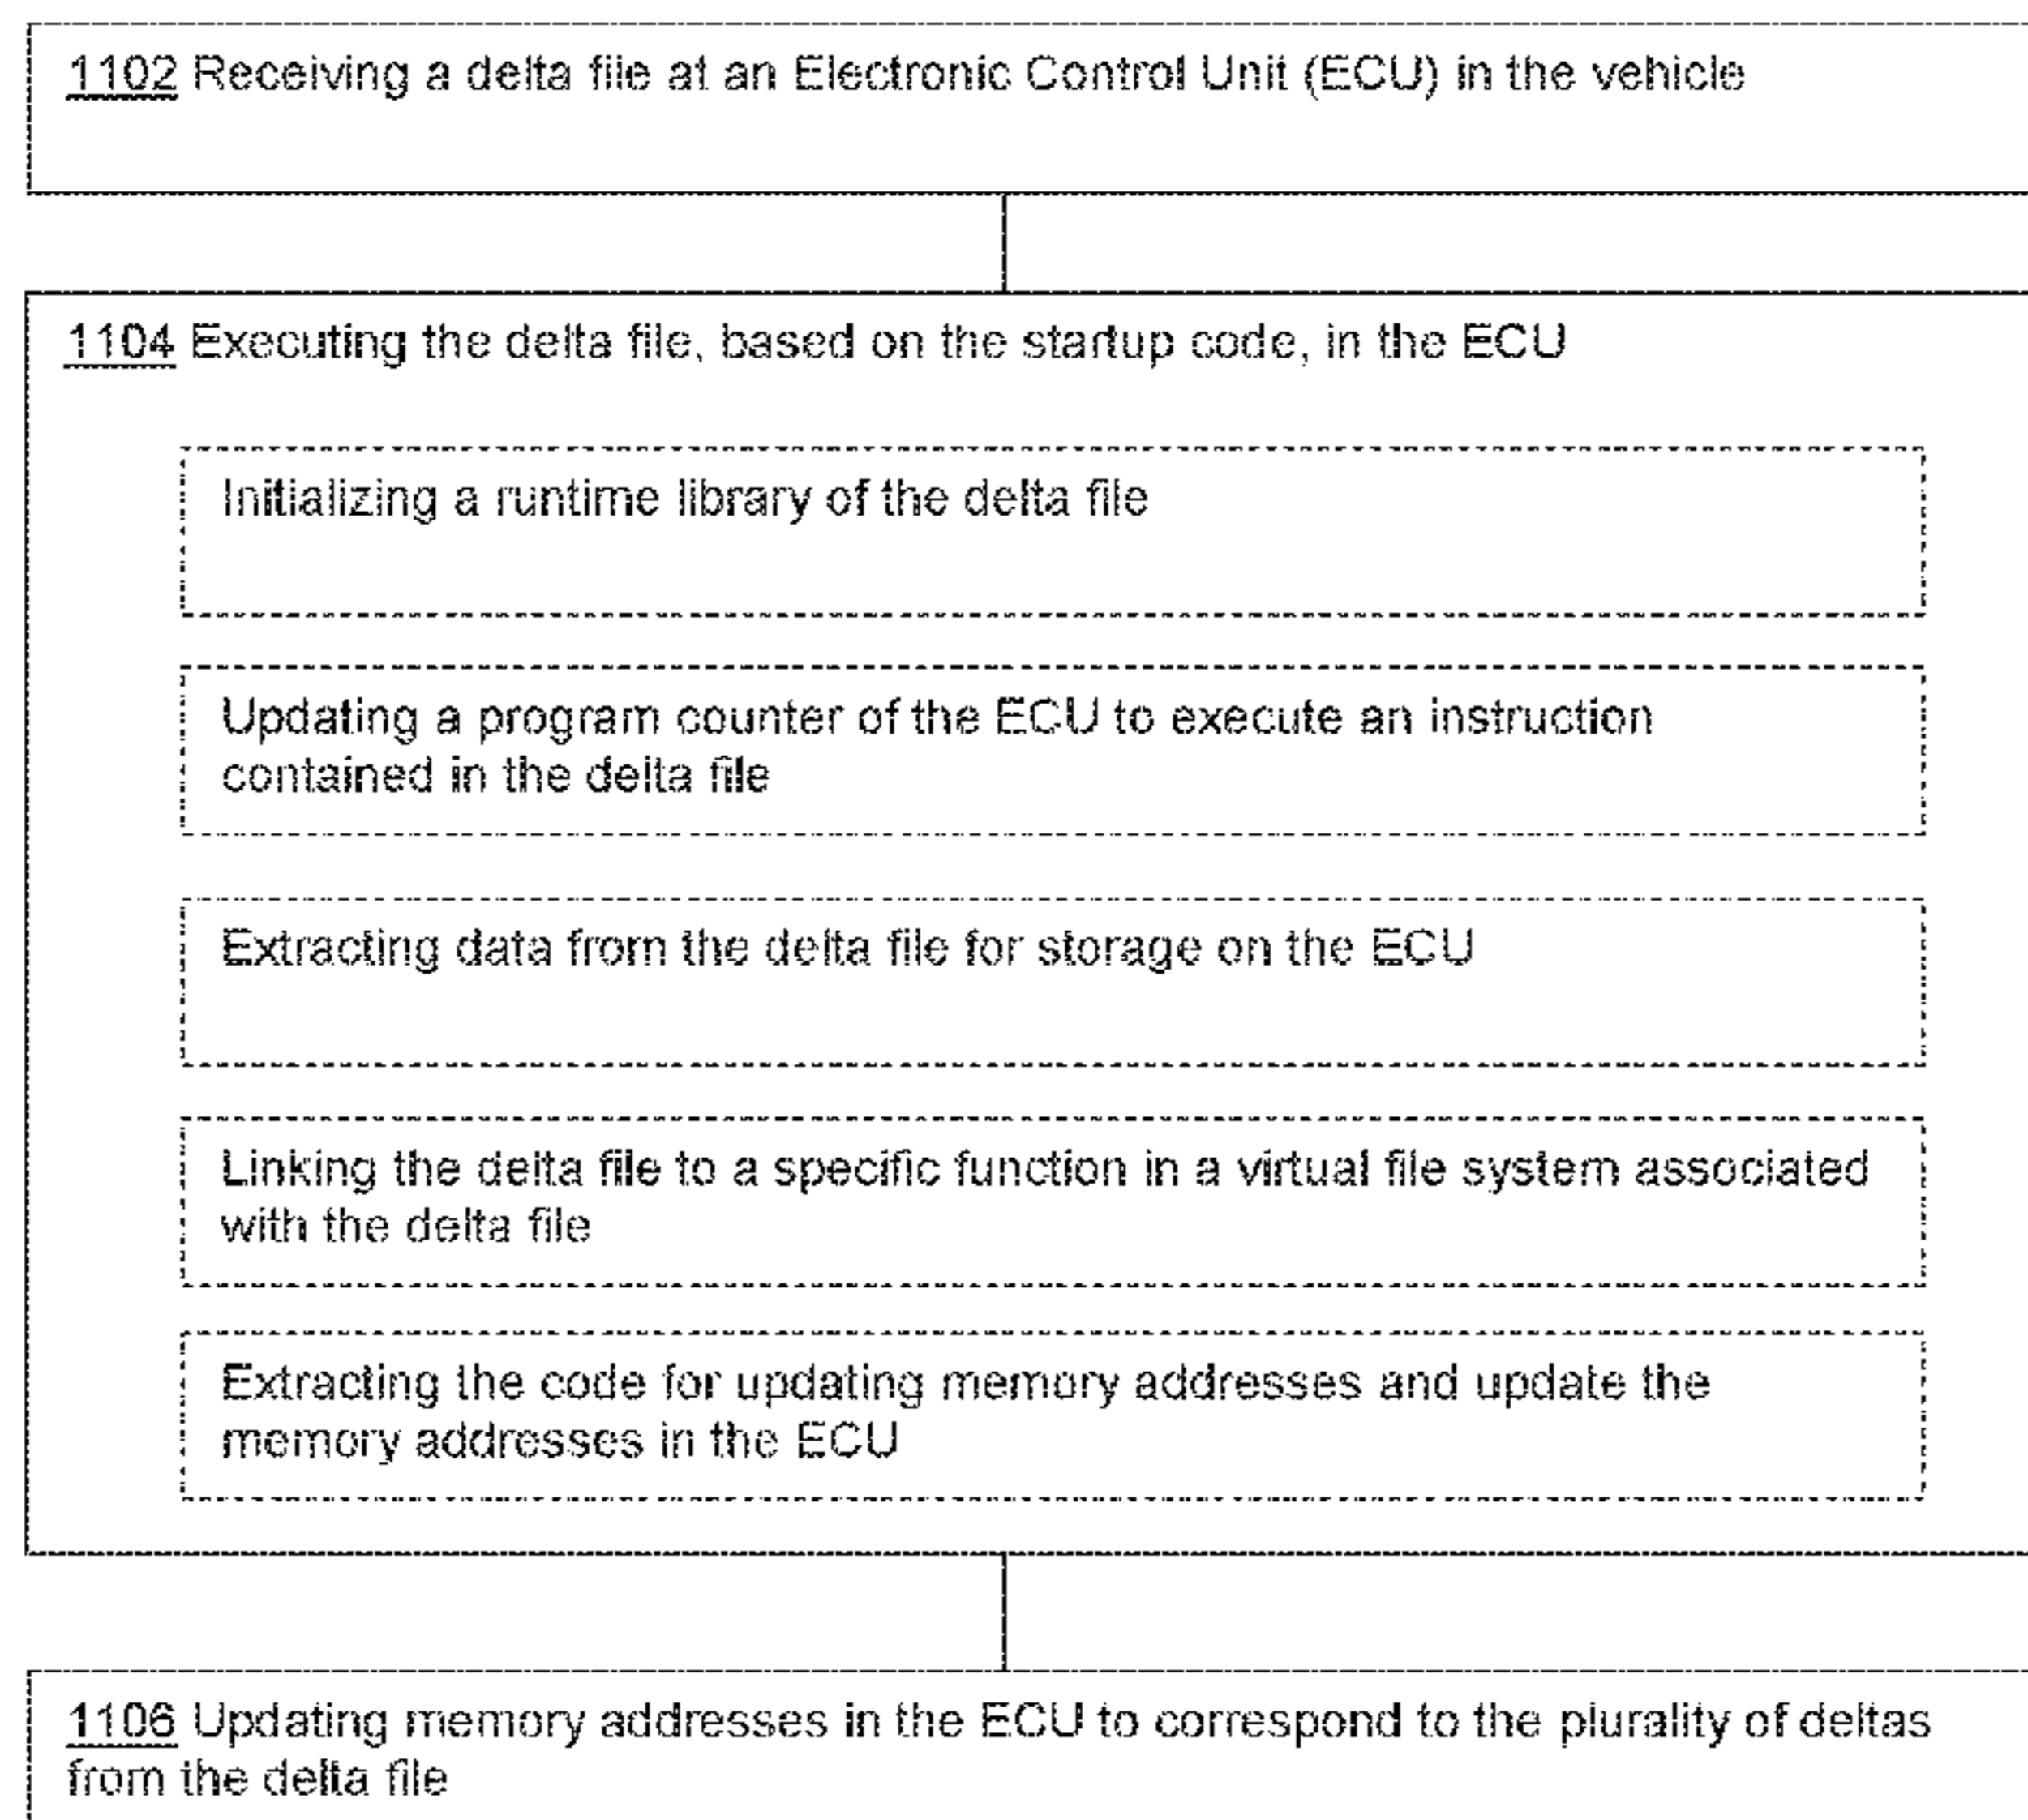 1102 Receiving a delta file at an Electronic Control Unit (ECU) in the vehicle
1104 Executing the delta file, based on the startup code, in the ECU
Initializing a runtime library of the delta file
Updating a program counter of the ECU to execute an instruction
contained in the delta file
Extracting data from the delta file for storage on the ECU
Linking the delta file to a specific function in a virtual file system associated
with the delta file
Extracting the code for updating memory addresses and update the
memory addresses in the ECU
1106 Updating memory addresses in the ECU to correspond to the plurality of deltas
from the delta file